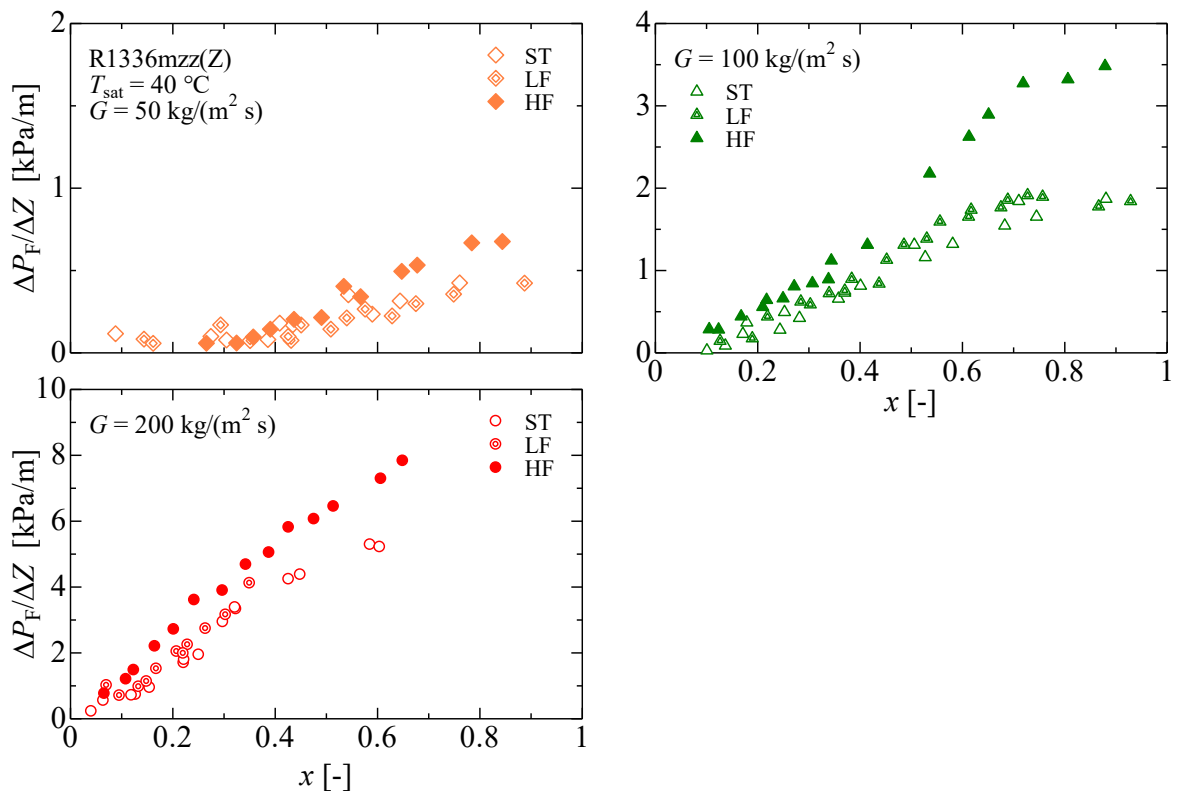 2
R1336mzz(Z)
T_sat = 40 °C
G = 50 kg/(m² s)
ST
LF
HF
1
0
ΔP_F/ΔZ [kPa/m]
4
G = 100 kg/(m² s)
ST
LF
HF
3
2
1
0
0 0.2 0.4 0.6 0.8 1
x [-]
10
G = 200 kg/(m² s)
ST
LF
HF
8
6
4
2
0
ΔP_F/ΔZ [kPa/m]
0 0.2 0.4 0.6 0.8 1
x [-]